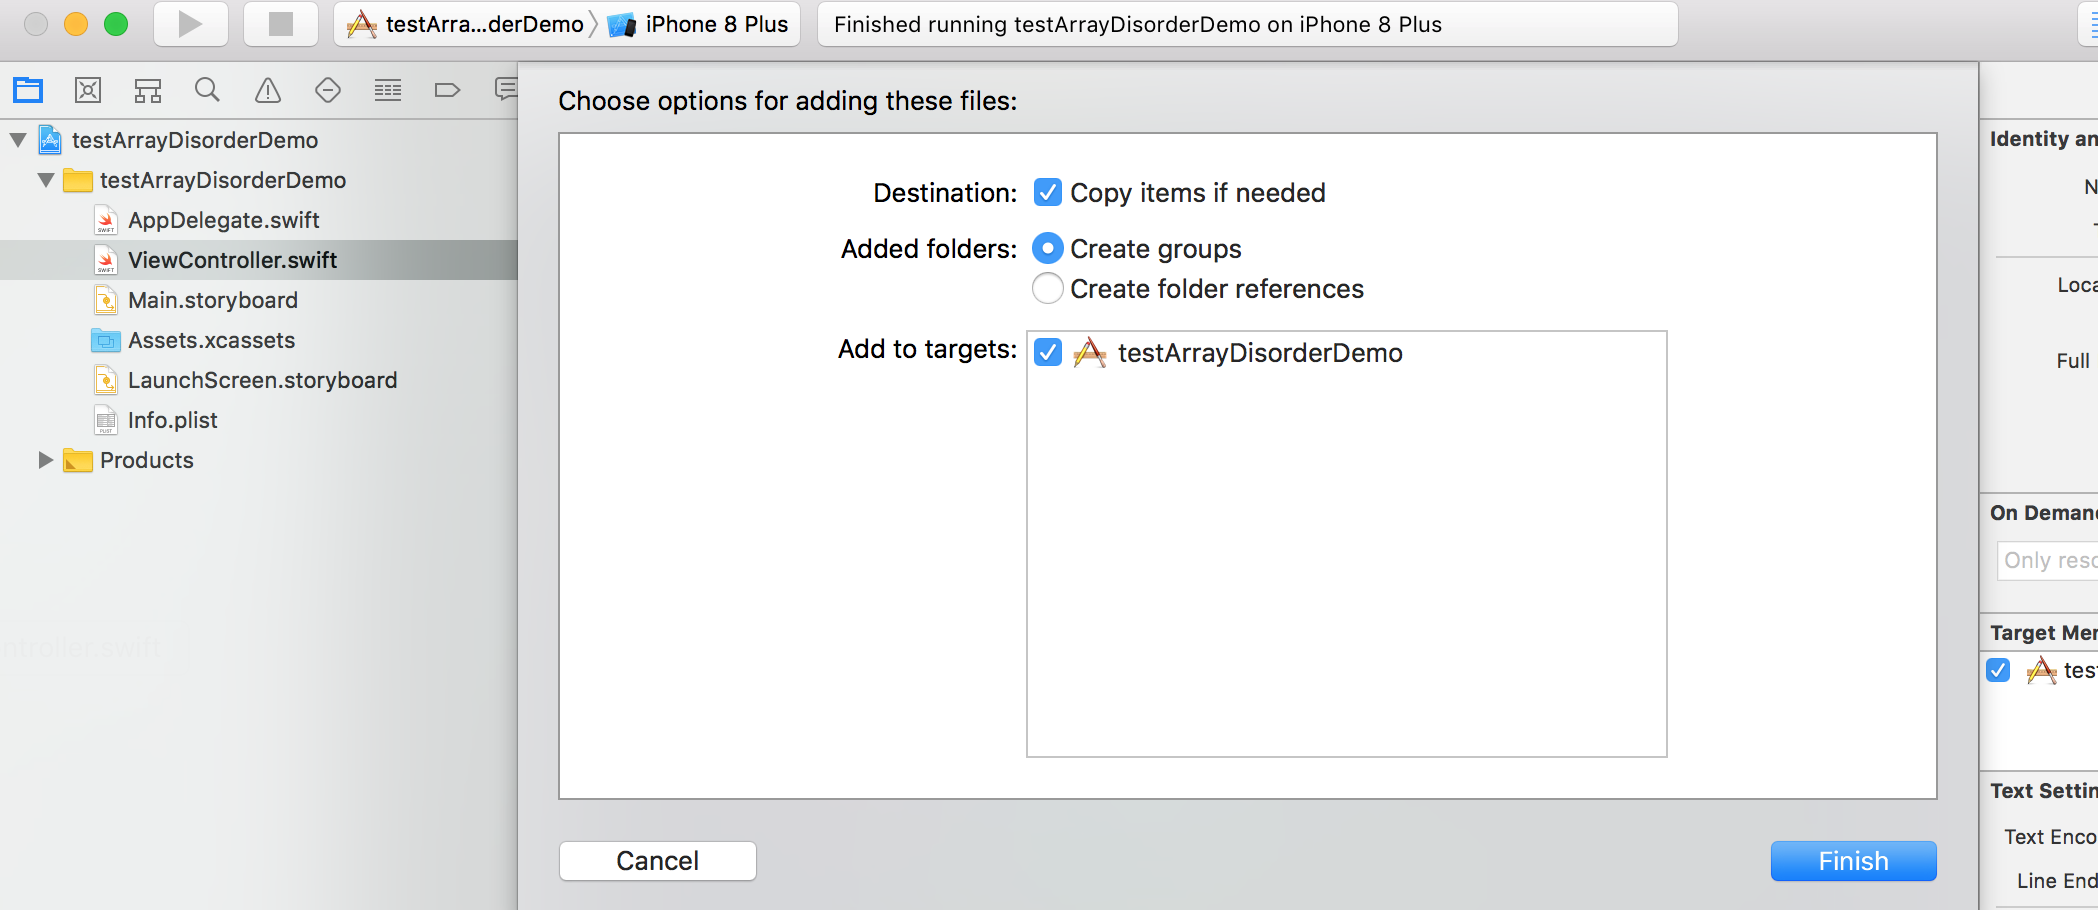 testArra...derDemo iPhone 8 Plus
Finished running testArrayDisorderDemo on iPhone 8 Plus
testArrayDisorderDemo
testArrayDisorderDemo
AppDelegate.swift
ViewController.swift
Main.storyboard
Assets.xcassets
LaunchScreen.storyboard
Info.plist
Products
Choose options for adding these files:
Destination: Copy items if needed
Added folders: Create groups
Create folder references
Add to targets: testArrayDisorderDemo
Cancel
Finish
Identity an
N
Loca
Full
On Deman
Only reso
Target Mer
tes
Text Settin
Text Enco
Line End